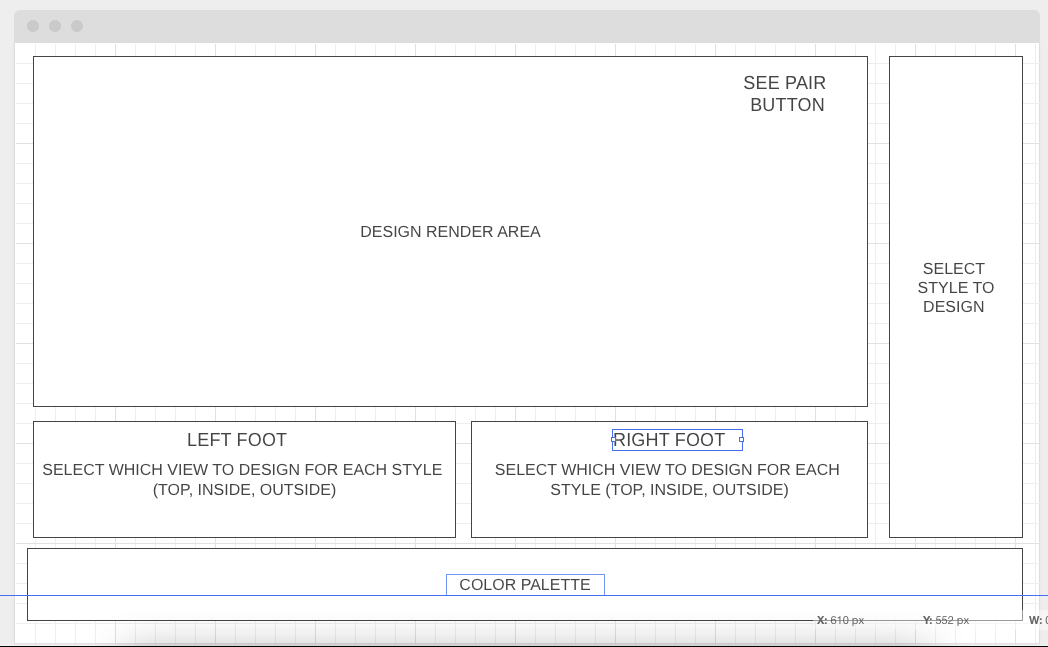 SEE PAIR
BUTTON
DESIGN RENDER AREA
SELECT
STYLE TO
DESIGN
LEFT FOOT
SELECT WHICH VIEW TO DESIGN FOR EACH STYLE
(TOP, INSIDE, OUTSIDE)
RIGHT FOOT
SELECT WHICH VIEW TO DESIGN FOR EACH
STYLE (TOP, INSIDE, OUTSIDE)
COLOR PALETTE
X: 610 px Y: 552 px W: